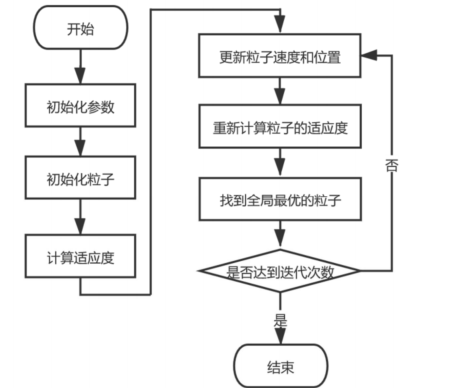 开始
初始化参数
初始化粒子
计算适应度
更新粒子速度和位置
重新计算粒子的适应度
找到全局最优的粒子
是否达到迭代次数
否
是
结束